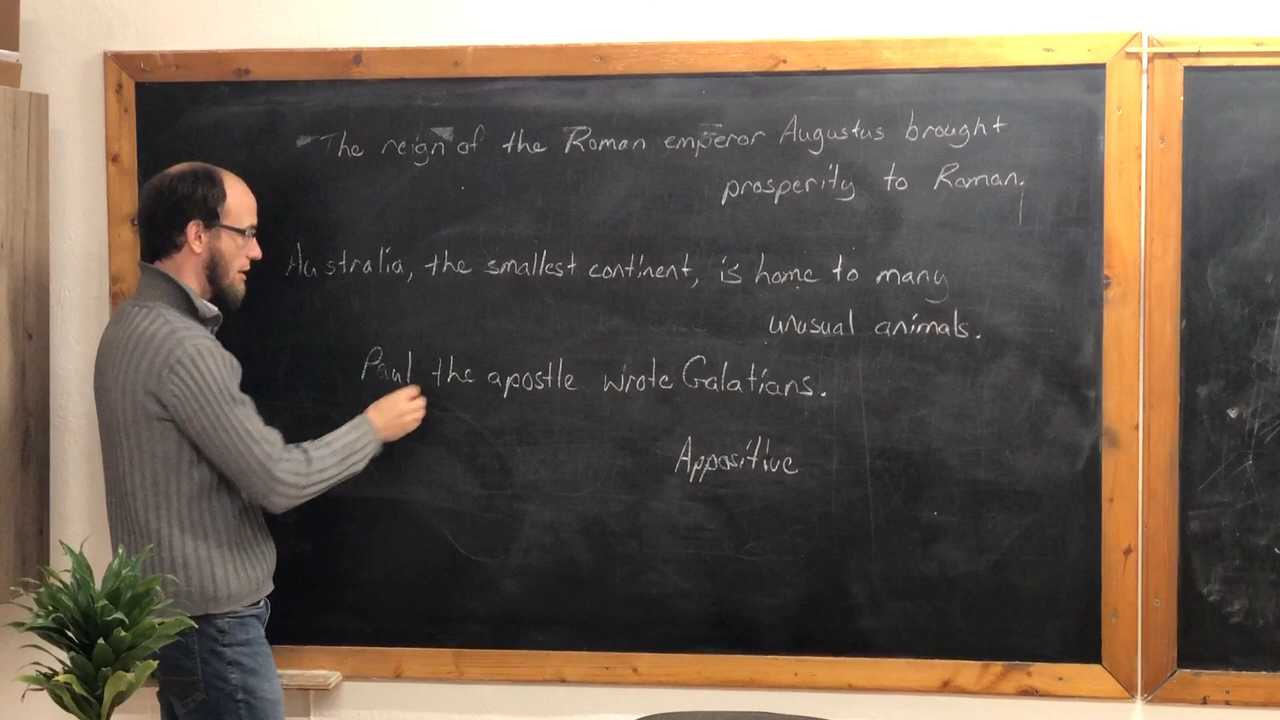 The reign of the Roman emperor Augustus brought
prosperity to Roman.
Australia, the smallest continent, is home to many
unusual animals.
Paul the apostle wrote Galatians.
Appositive